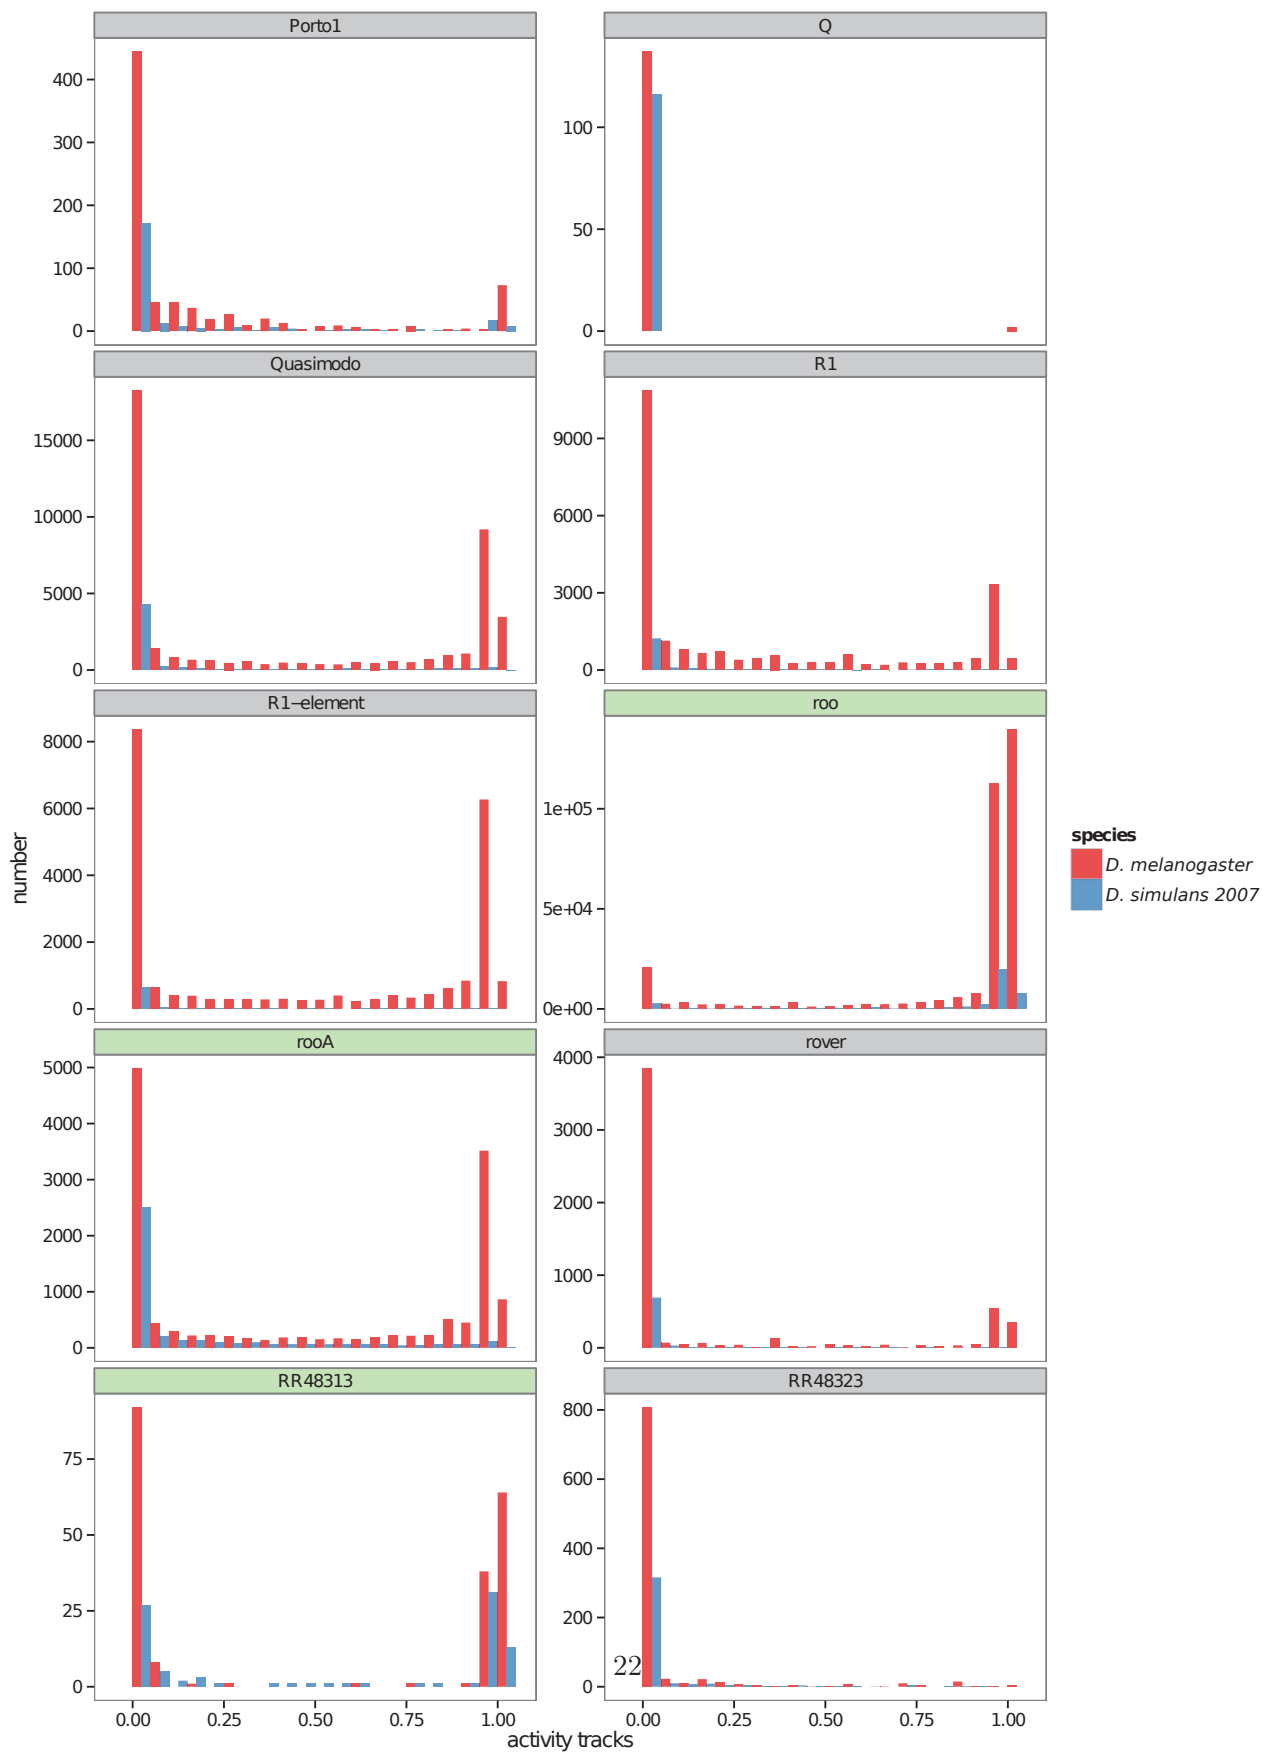 Porto1
Q
400
300
200
100
0
100
50
0
Quasimodo
R1
15000
10000
5000
0
9000
6000
3000
0
R1−element
roo
8000
6000
4000
2000
0
1e+05
5e+04
0e+00
number
species
D. melanogaster
D. simulans 2007
rooA
rover
5000
4000
3000
2000
1000
0
4000
3000
2000
1000
0
RR48313
RR48323
75
50
25
0
800
600
400
200
0
22
0.00 0.25 0.50 0.75 1.00
0.00 0.25 0.50 0.75 1.00
activity tracks